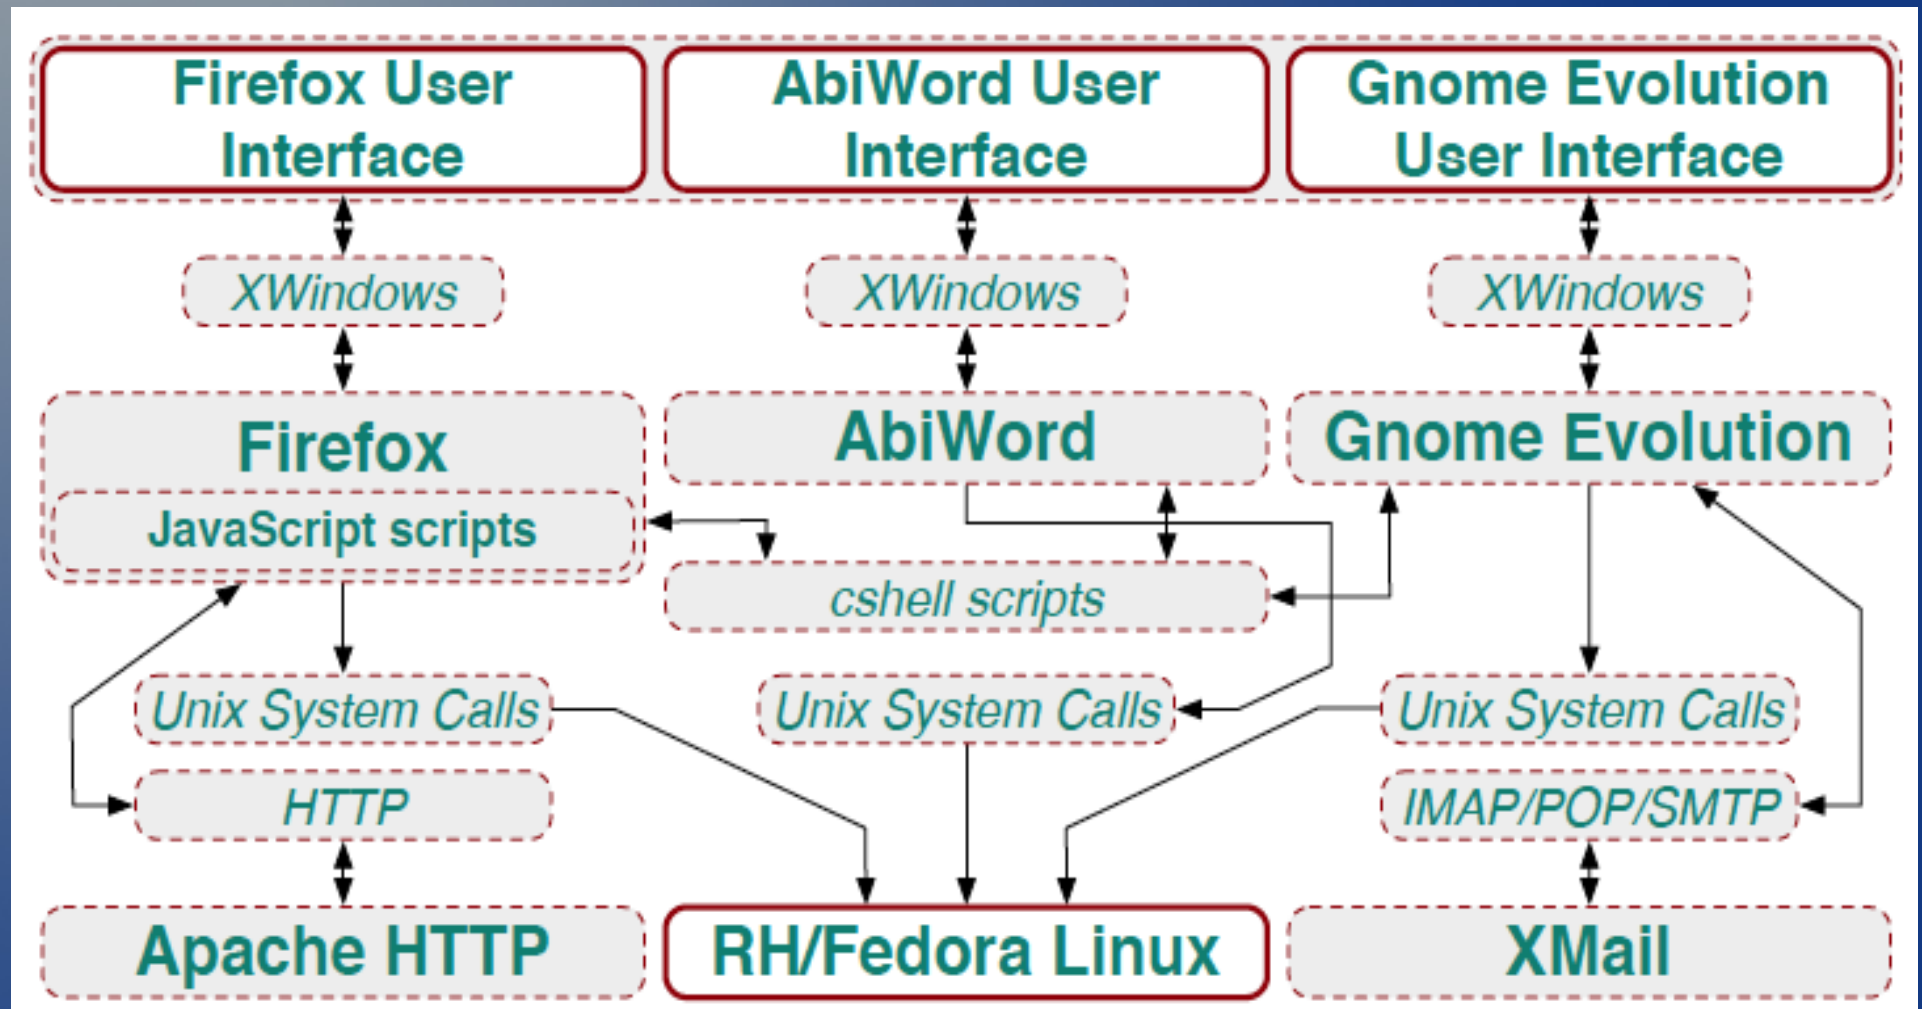 Firefox User
Interface
AbiWord User
Interface
Gnome Evolution
User Interface
XWindows
XWindows
XWindows
Firefox
JavaScript scripts
AbiWord
Gnome Evolution
cshell scripts
Unix System Calls
Unix System Calls
Unix System Calls
HTTP
IMAP/POP/SMTP
Apache HTTP
RH/Fedora Linux
XMail